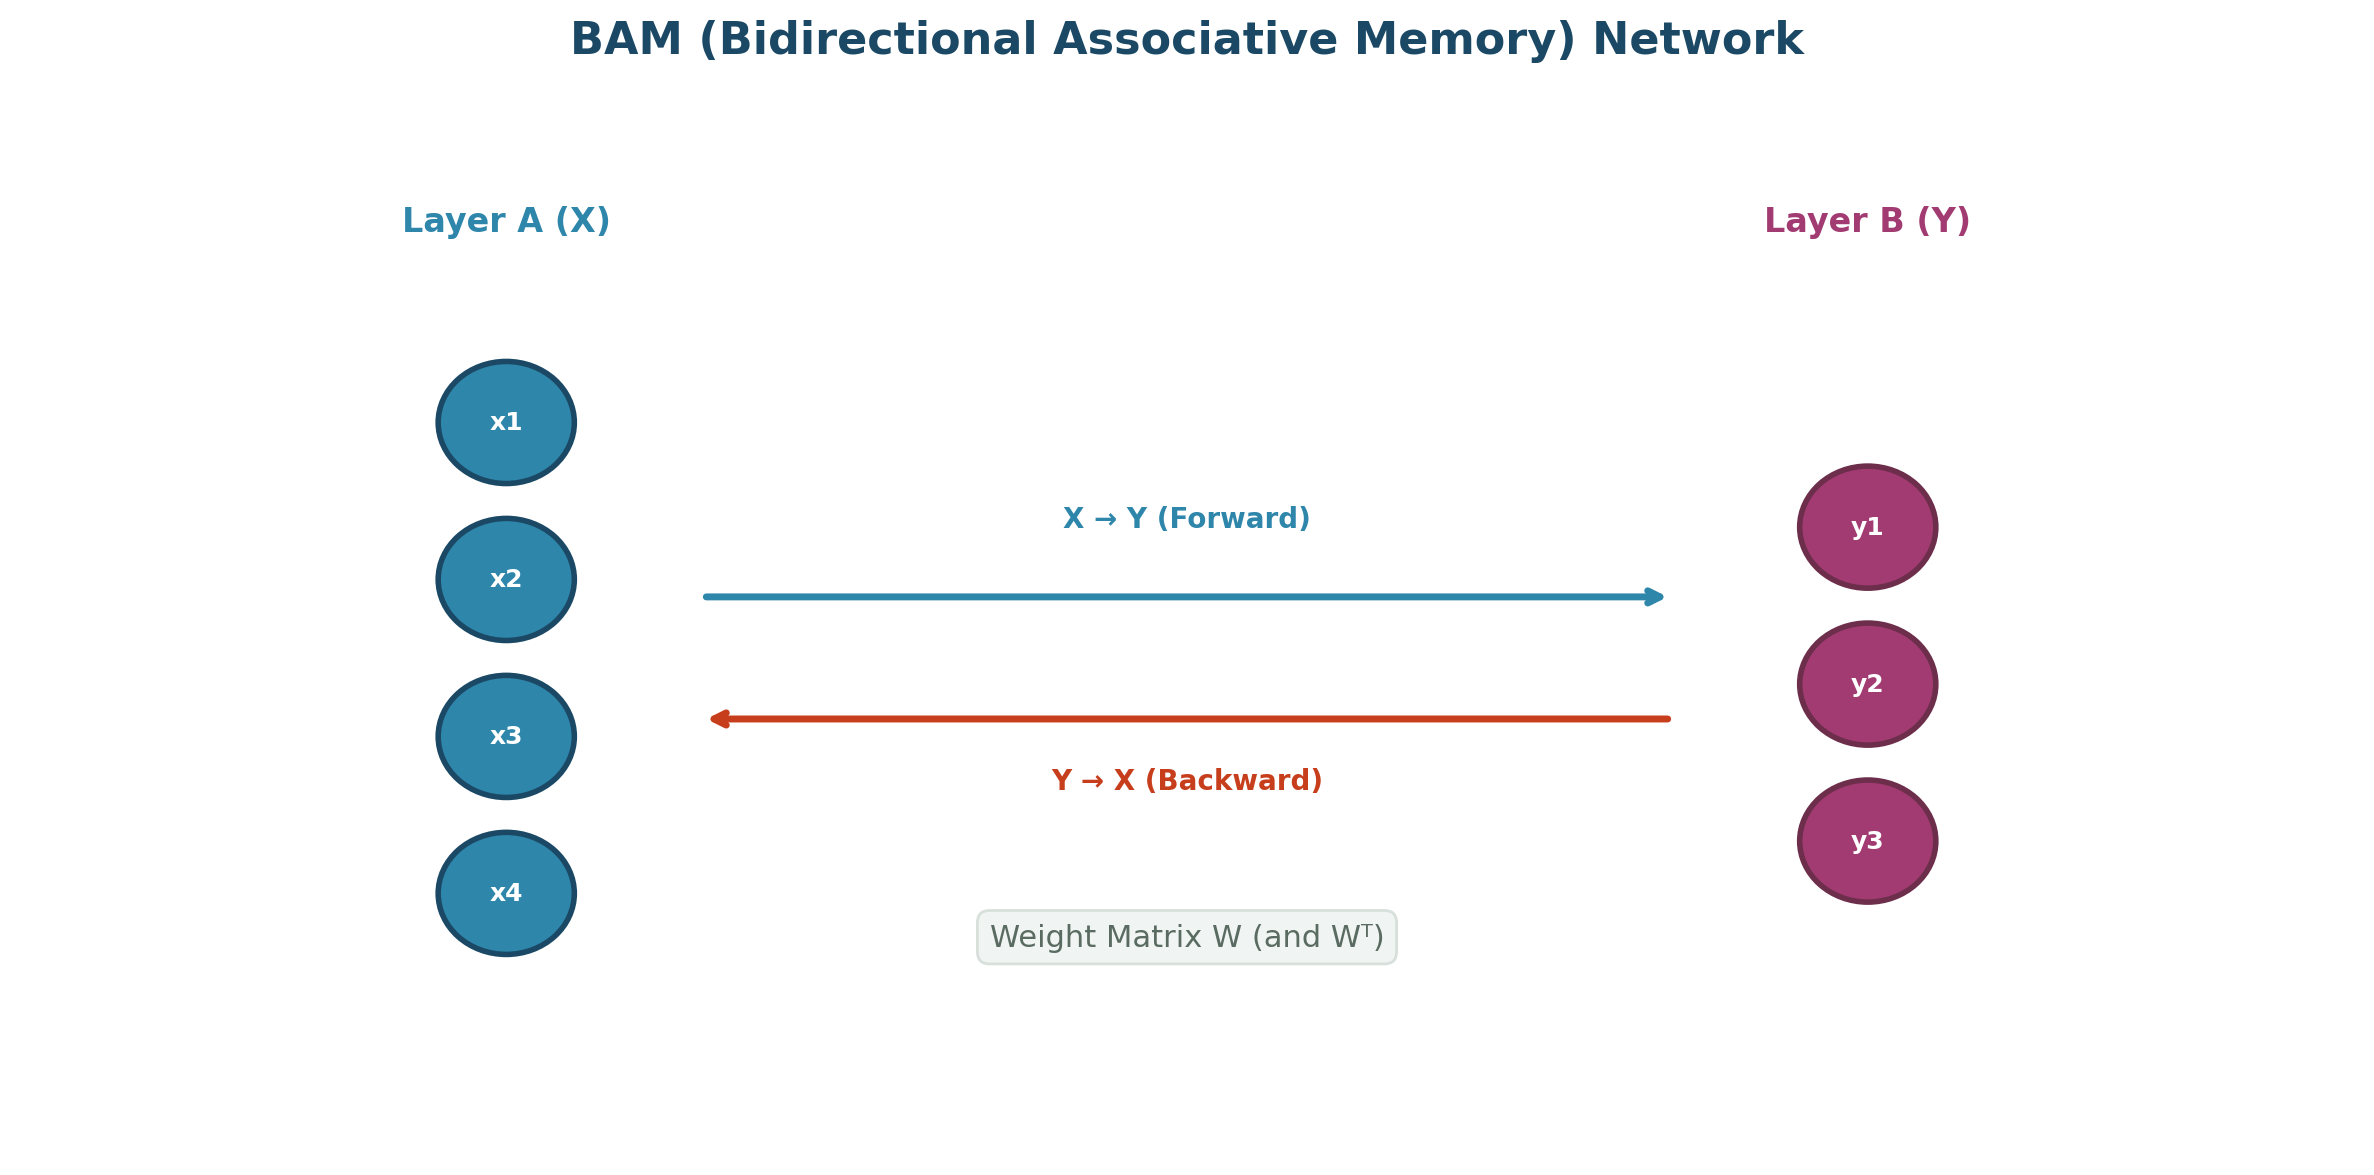 BAM (Bidirectional Associative Memory) Network
Layer A (X)
Layer B (Y)
x1
x2
x3
x4
X → Y (Forward)
Y → X (Backward)
y1
y2
y3
Weight Matrix W (and Wᵀ)